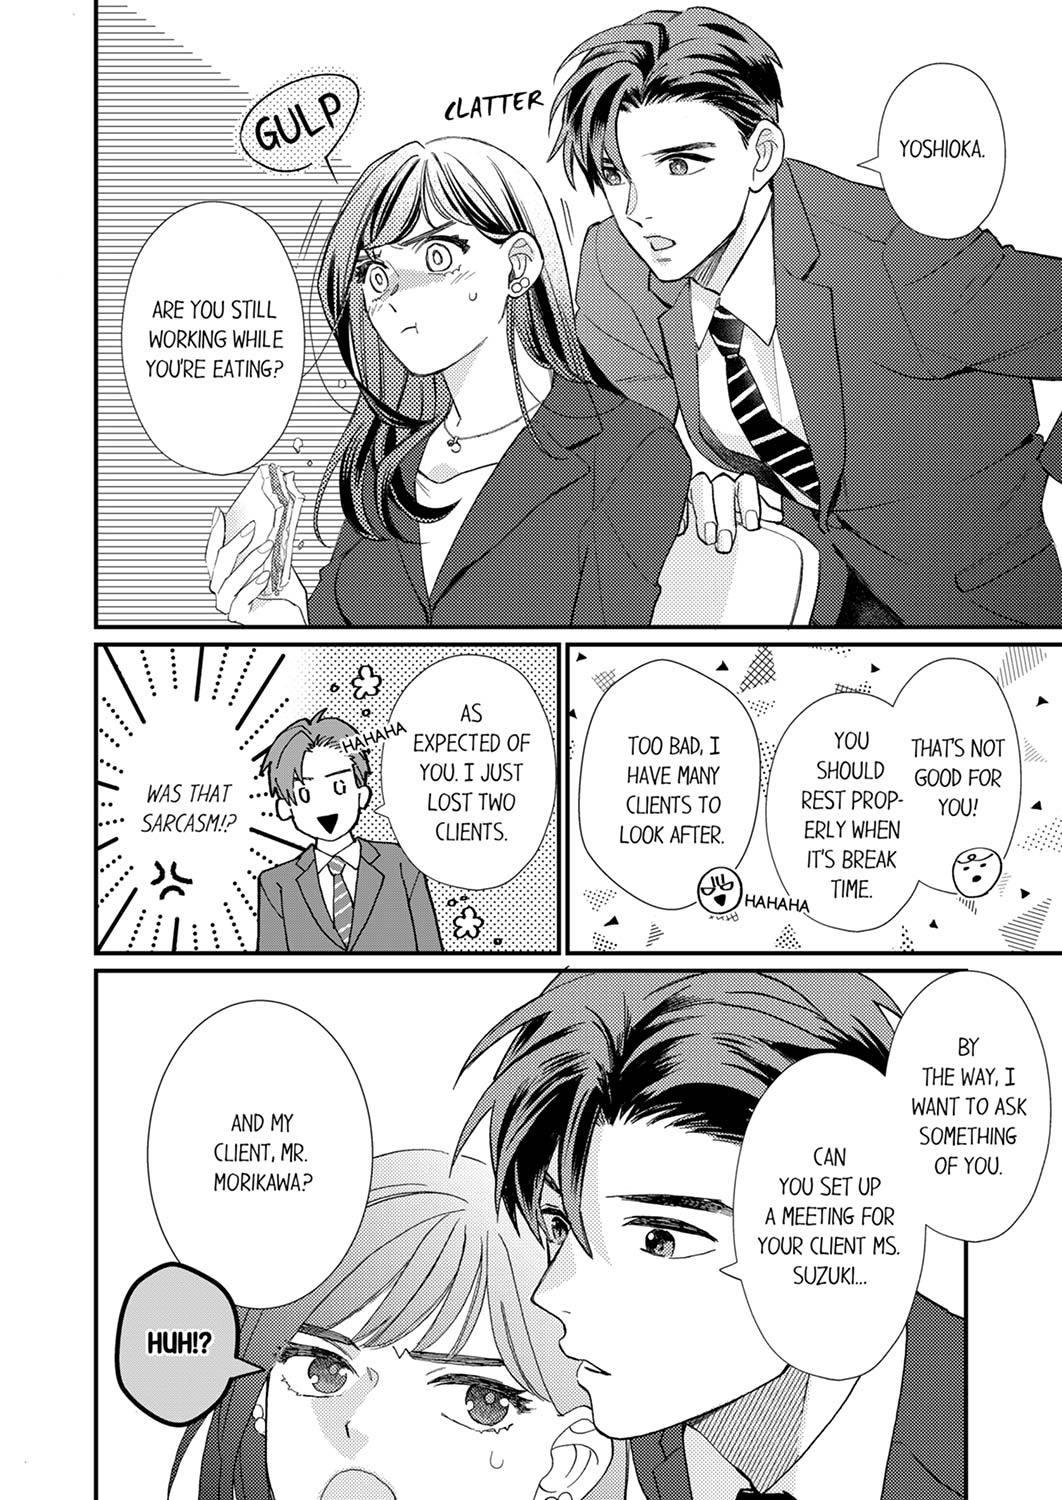 YOSHIOKA.
CLATTER
GULP
ARE YOU STILL
WORKING WHILE
YOU'RE EATING?
THAT'S NOT
GOOD FOR
YOU!
YOU
SHOULD
REST PROP-
ERLY WHEN
IT'S BREAK
TIME.
TOO BAD, I
HAVE MANY
CLIENTS TO
LOOK AFTER.
HAHAHA
AS
EXPECTED OF
YOU. I JUST
LOST TWO
CLIENTS.
HAHAHA
WAS THAT
SARCASM!?
BY
THE WAY, I
WANT TO ASK
SOMETHING
OF YOU.
CAN
YOU SET UP
A MEETING FOR
YOUR CLIENT MS.
SUZUKI...
AND MY
CLIENT, MR.
MORIKAWA?
HUH!?